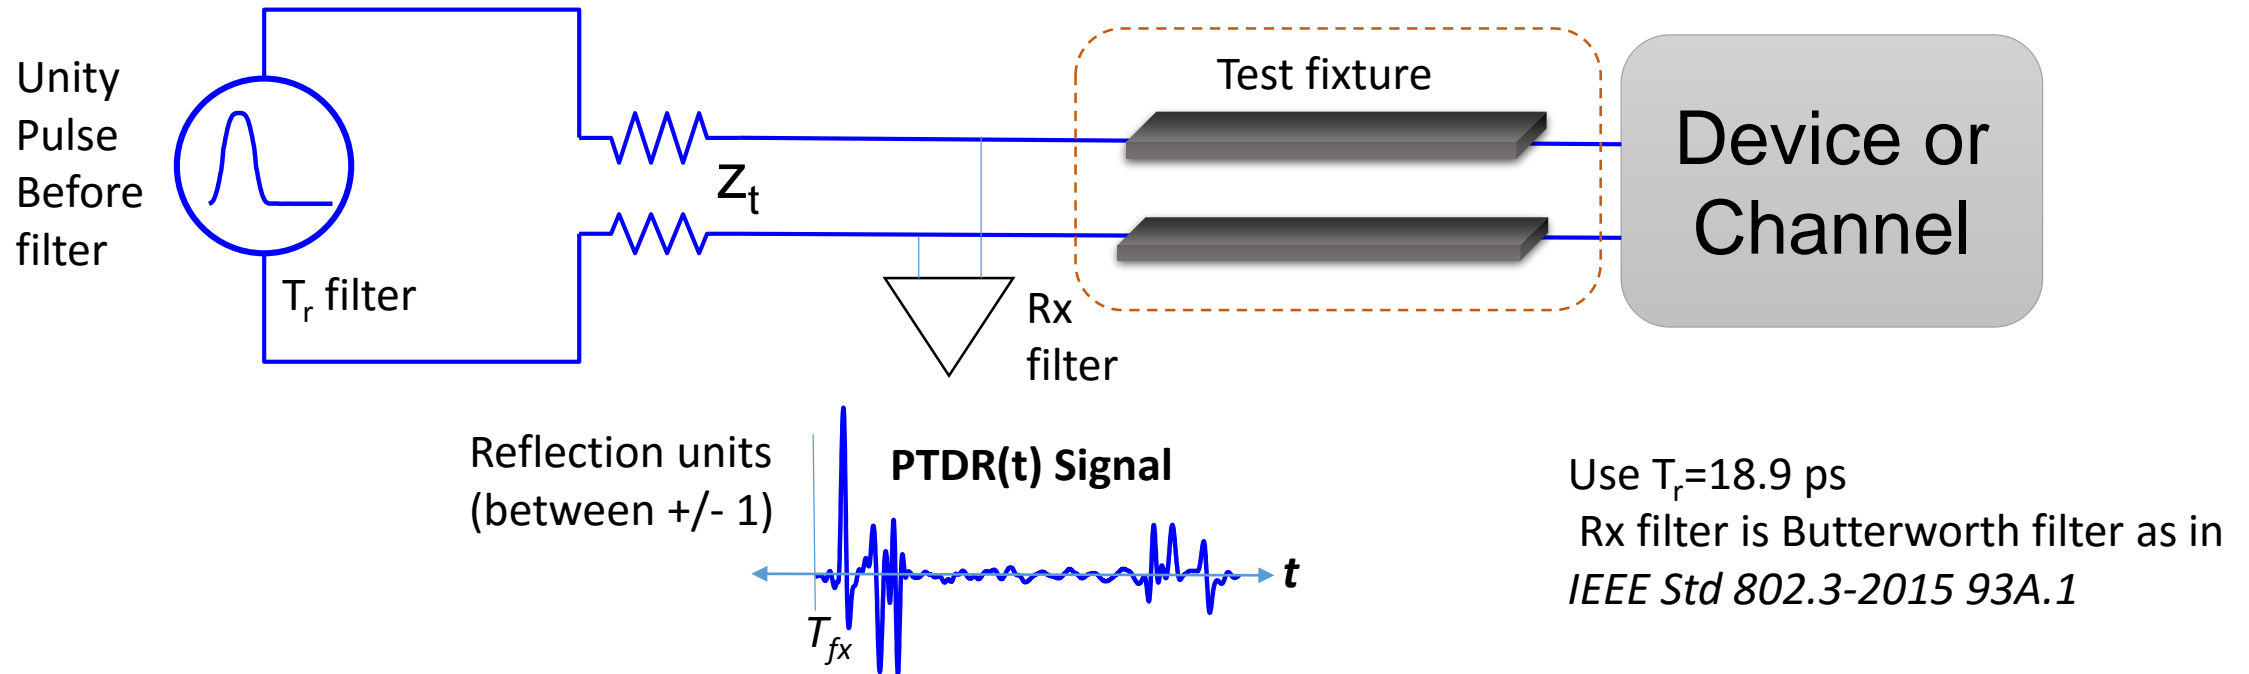 Unity
Pulse
Before
filter
Tr filter
Zt
Rx
filter
Test fixture
Device or
Channel
Reflection units
(between +/- 1)
PTDR(t) Signal
t
Tfx
Use Tr=18.9 ps
Rx filter is Butterworth filter as in
IEEE Std 802.3-2015 93A.1